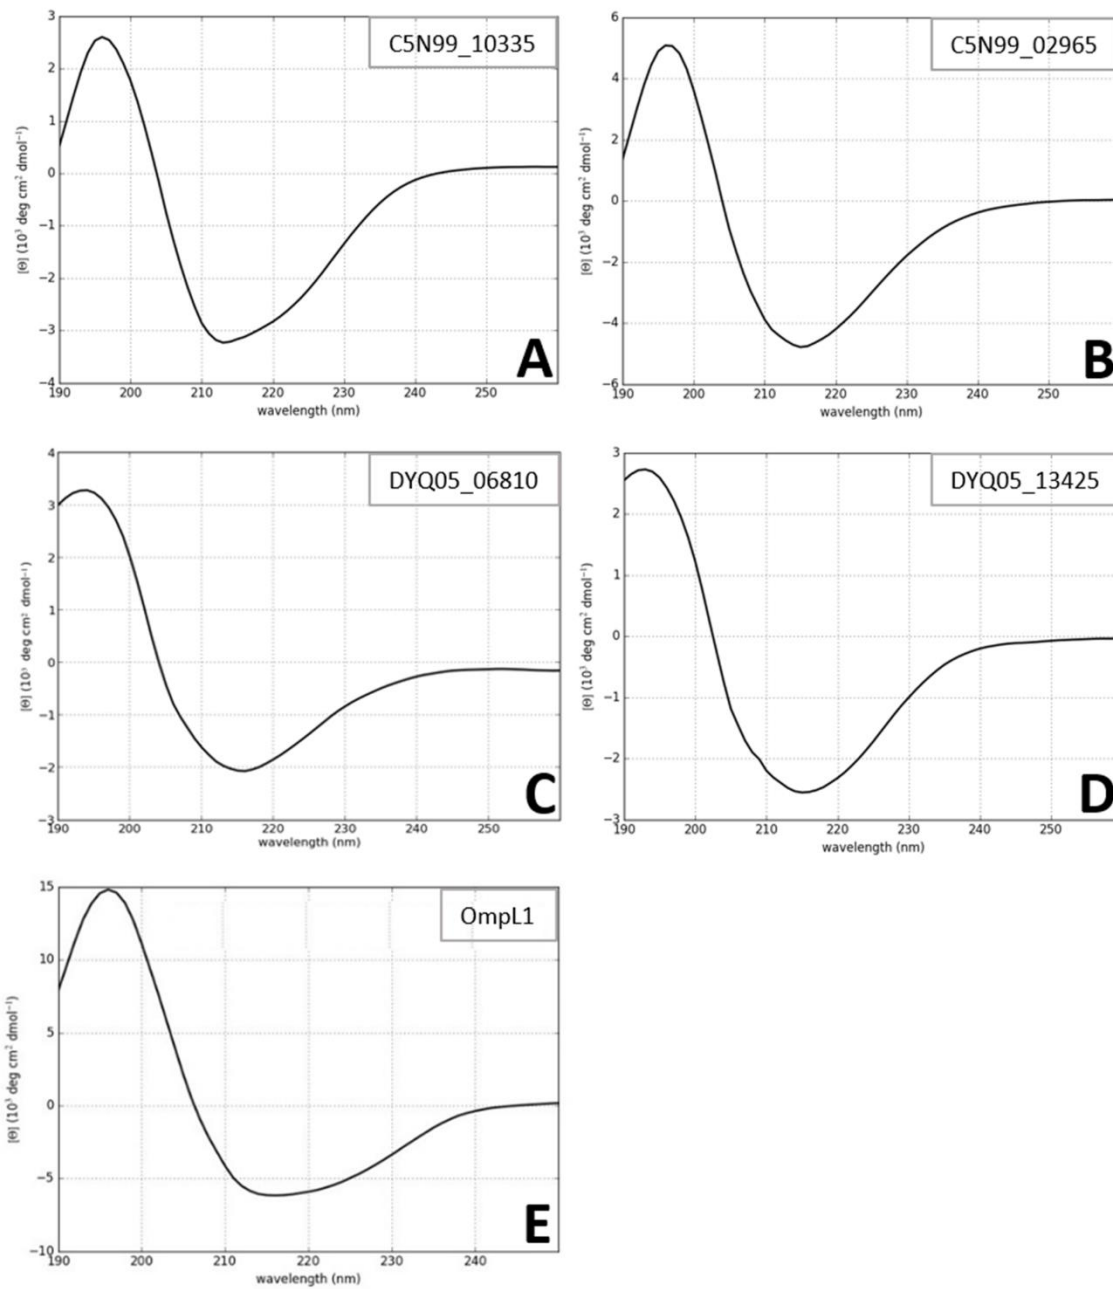 C5N99_10335
3
2
1
0
−1
−2
−3
−4
|Θ| (10³ deg cm² dmol⁻¹)
190 200 210 220 230 240 250
wavelength (nm)
A
C5N99_02965
6
4
2
0
−2
−4
−6
|Θ| (10³ deg cm² dmol⁻¹)
190 200 210 220 230 240 250
wavelength (nm)
B
DYQ05_06810
4
3
2
1
0
−1
−2
−3
|Θ| (10³ deg cm² dmol⁻¹)
190 200 210 220 230 240 250
wavelength (nm)
C
DYQ05_13425
3
2
1
0
−1
−2
−3
|Θ| (10³ deg cm² dmol⁻¹)
190 200 210 220 230 240 250
wavelength (nm)
D
OmpL1
15
10
5
0
−5
−10
|Θ| (10³ deg cm² dmol⁻¹)
190 200 210 220 230 240
wavelength (nm)
E